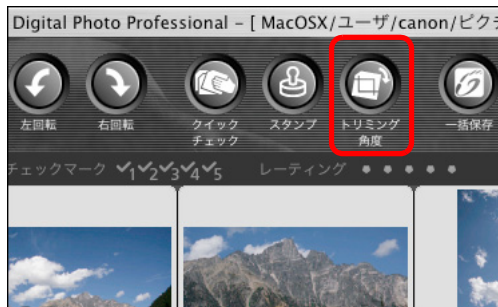 Digital Photo Professional – [ MacOSX/ユーザ/canon/ピク
左回転
右回転
クイック
チェック
スタンプ
トリミング
角度
一括保存
チェックマーク 1 2 3 4 5
レーティング